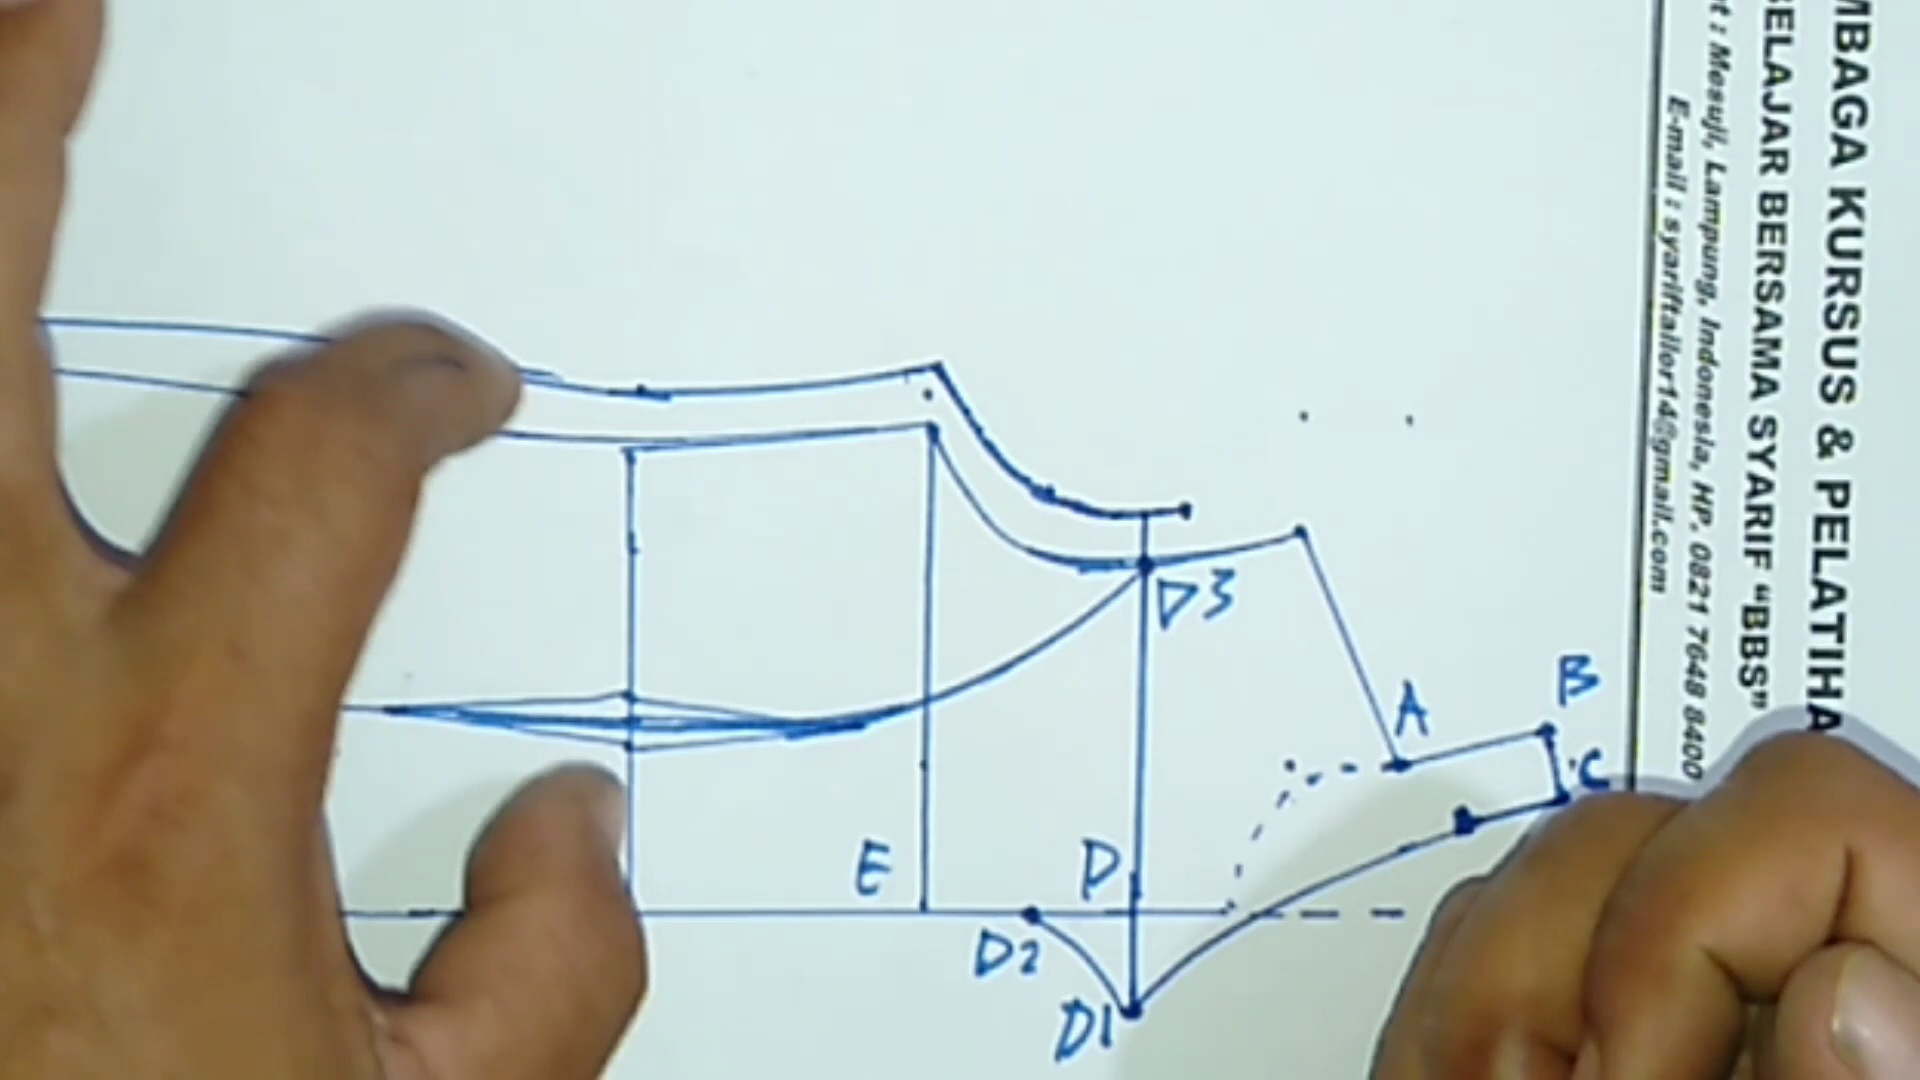 MBAGA KURSUS & PELATIHA
BELAJAR BERSAMA SYARIF “BBS”
t : Mesuji, Lampung, Indonesia, HP. 0821 7648 8400
E-mail : syariftailor14@gmail.com
D3
B
A
C
E
D
D2
D1